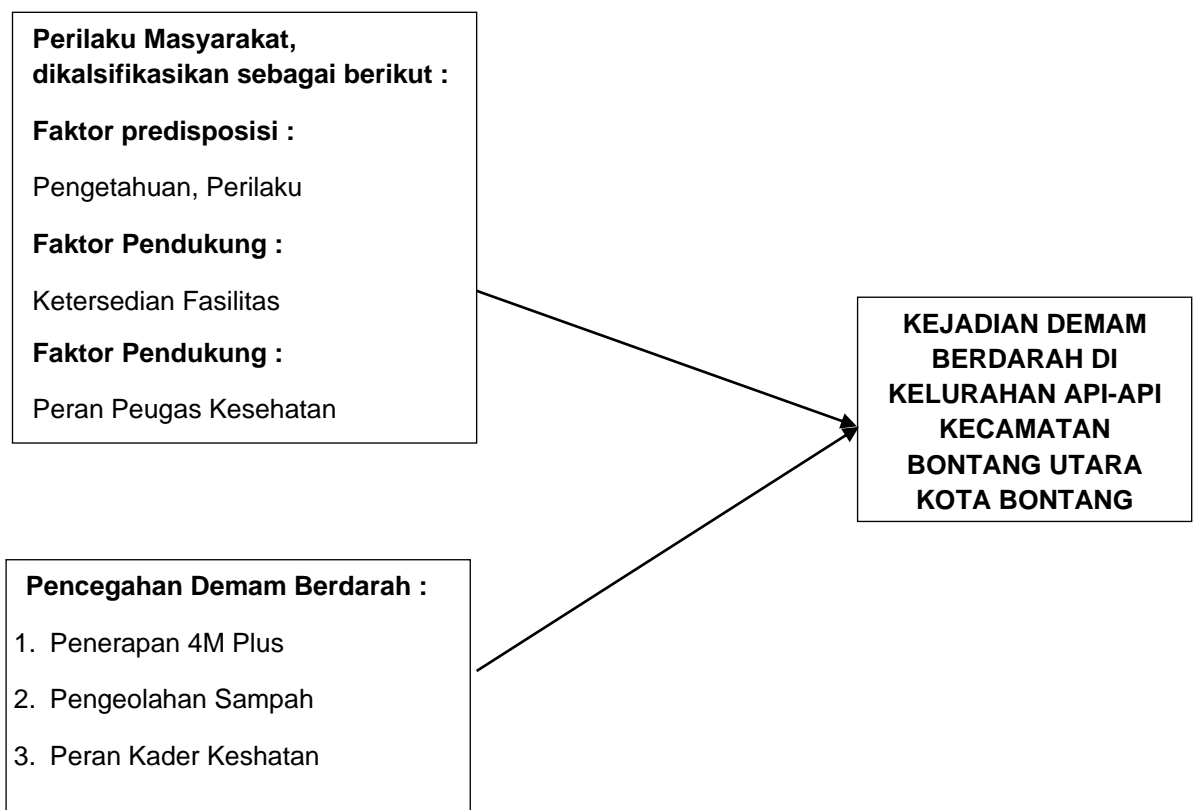 Perilaku Masyarakat,
dikalsifikasikan sebagai berikut :
Faktor predisposisi :
Pengetahuan, Perilaku
Faktor Pendukung :
Ketersedian Fasilitas
Faktor Pendukung :
Peran Peugas Kesehatan
KEJADIAN DEMAM
BERDARAH DI
KELURAHAN API-API
KECAMATAN
BONTANG UTARA
KOTA BONTANG
Pencegahan Demam Berdarah :
1. Penerapan 4M Plus
2. Pengeolahan Sampah
3. Peran Kader Keshatan